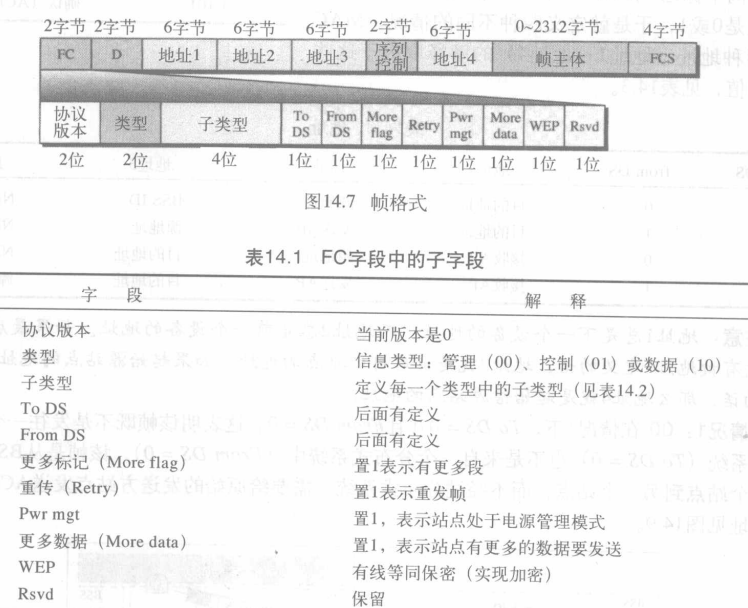 2字节 2字节 6字节 6字节 6字节 2字节 6字节 0~2312字节 4字节
FC D 地址1 地址2 地址3 序列控制 地址4 帧主体 FCS
协议版本 类型 子类型 To DS From DS More flag Retry Pwr mgt More data WEP Rsvd
2位 2位 4位 1位 1位 1位 1位 1位 1位 1位 1位
图14.7 帧格式
表14.1 FC字段中的子字段
字 段 解 释
协议版本 当前版本是0
类型 信息类型:管理(00)、控制(01)或数据(10)
子类型 定义每一个类型中的子类型(见表14.2)
To DS 后面有定义
From DS 后面有定义
更多标记(More flag) 置1表示有更多段
重传(Retry) 置1表示重发帧
Pwr mgt 置1,表示站点处于电源管理模式
更多数据(More data) 置1,表示站点有更多的数据要发送
WEP 有线等同保密(实现加密)
Rsvd 保留